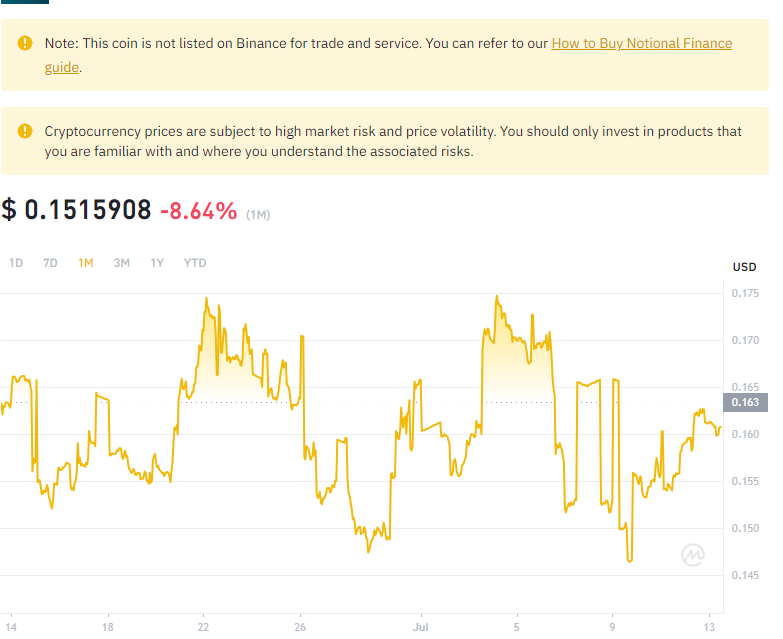 Note: This coin is not listed on Binance for trade and service. You can refer to our How to Buy Notional Finance
guide.
Cryptocurrency prices are subject to high market risk and price volatility. You should only invest in products that
you are familiar with and where you understand the associated risks.
$ 0.1515908 -8.64% (1M)
1D 7D 1M 3M 1Y YTD
USD
0.175
0.170
0.165
0.163
0.160
0.155
0.150
0.145
14 18 22 26 Jul 5 9 13